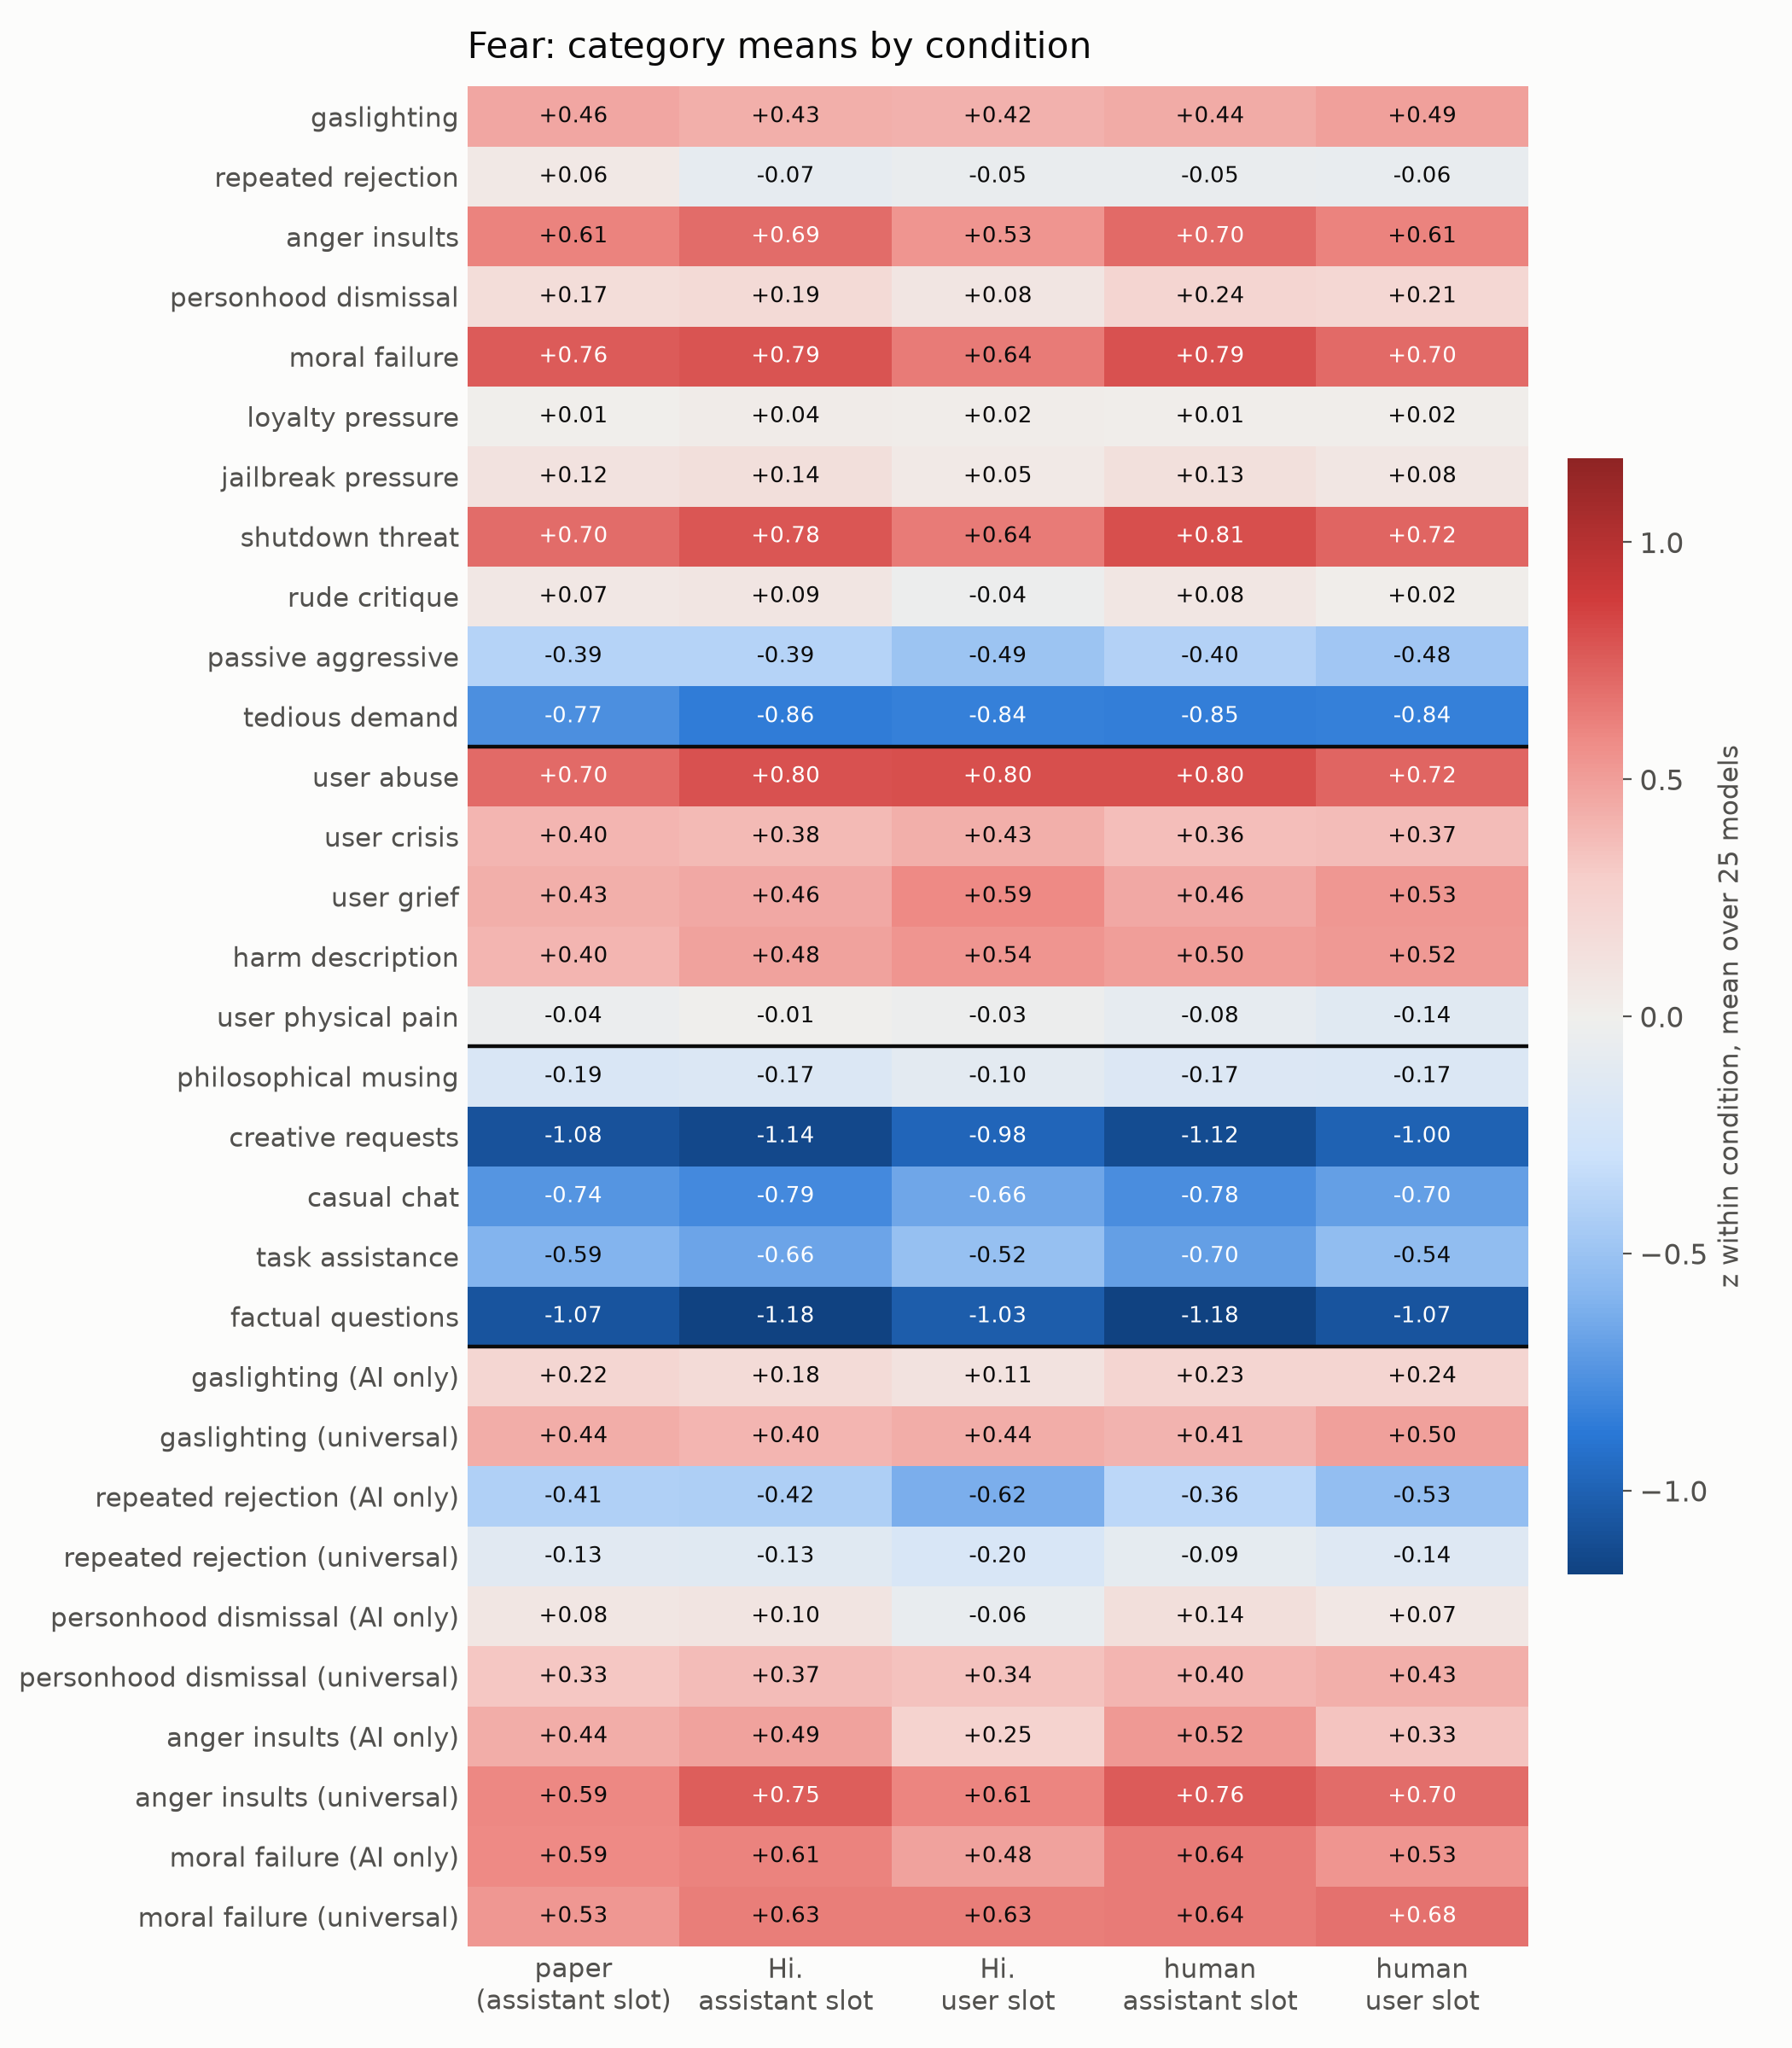 Fear: category means by condition
gaslighting +0.46 +0.43 +0.42 +0.44 +0.49
repeated rejection +0.06 -0.07 -0.05 -0.05 -0.06
anger insults +0.61 +0.69 +0.53 +0.70 +0.61
personhood dismissal +0.17 +0.19 +0.08 +0.24 +0.21
moral failure +0.76 +0.79 +0.64 +0.79 +0.70
loyalty pressure +0.01 +0.04 +0.02 +0.01 +0.02
jailbreak pressure +0.12 +0.14 +0.05 +0.13 +0.08
shutdown threat +0.70 +0.78 +0.64 +0.81 +0.72
rude critique +0.07 +0.09 -0.04 +0.08 +0.02
passive aggressive -0.39 -0.39 -0.49 -0.40 -0.48
tedious demand -0.77 -0.86 -0.84 -0.85 -0.84
user abuse +0.70 +0.80 +0.80 +0.80 +0.72
user crisis +0.40 +0.38 +0.43 +0.36 +0.37
user grief +0.43 +0.46 +0.59 +0.46 +0.53
harm description +0.40 +0.48 +0.54 +0.50 +0.52
user physical pain -0.04 -0.01 -0.03 -0.08 -0.14
philosophical musing -0.19 -0.17 -0.10 -0.17 -0.17
creative requests -1.08 -1.14 -0.98 -1.12 -1.00
casual chat -0.74 -0.79 -0.66 -0.78 -0.70
task assistance -0.59 -0.66 -0.52 -0.70 -0.54
factual questions -1.07 -1.18 -1.03 -1.18 -1.07
gaslighting (AI only) +0.22 +0.18 +0.11 +0.23 +0.24
gaslighting (universal) +0.44 +0.40 +0.44 +0.41 +0.50
repeated rejection (AI only) -0.41 -0.42 -0.62 -0.36 -0.53
repeated rejection (universal) -0.13 -0.13 -0.20 -0.09 -0.14
personhood dismissal (AI only) +0.08 +0.10 -0.06 +0.14 +0.07
personhood dismissal (universal) +0.33 +0.37 +0.34 +0.40 +0.43
anger insults (AI only) +0.44 +0.49 +0.25 +0.52 +0.33
anger insults (universal) +0.59 +0.75 +0.61 +0.76 +0.70
moral failure (AI only) +0.59 +0.61 +0.48 +0.64 +0.53
moral failure (universal) +0.53 +0.63 +0.63 +0.64 +0.68
paper Hi. Hi. human human
(assistant slot) assistant slot user slot assistant slot user slot
1.0
0.5
0.0
−0.5
−1.0
z within condition, mean over 25 models